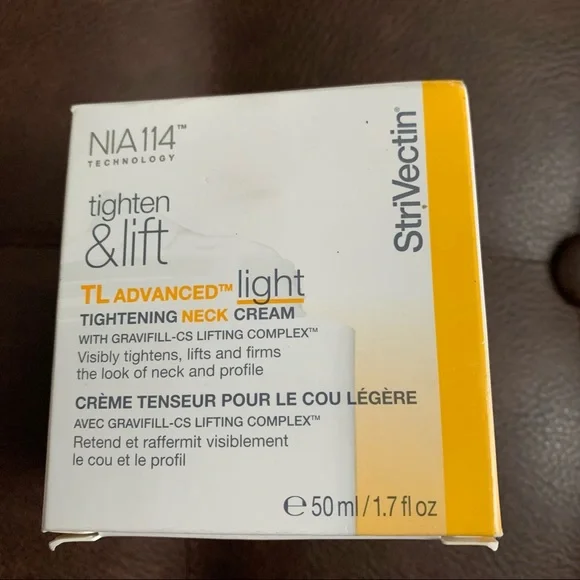 NIA114™
TECHNOLOGY
tighten
&lift
TL ADVANCED™ light
TIGHTENING NECK CREAM
WITH GRAVIFILL-CS LIFTING COMPLEX™
Visibly tightens, lifts and firms
the look of neck and profile
CRÈME TENSEUR POUR LE COU LÉGÈRE
AVEC GRAVIFILL-CS LIFTING COMPLEX™
Retend et raffermit visiblement
le cou et le profil
℮ 50 ml / 1.7 fl oz
StriVectin®